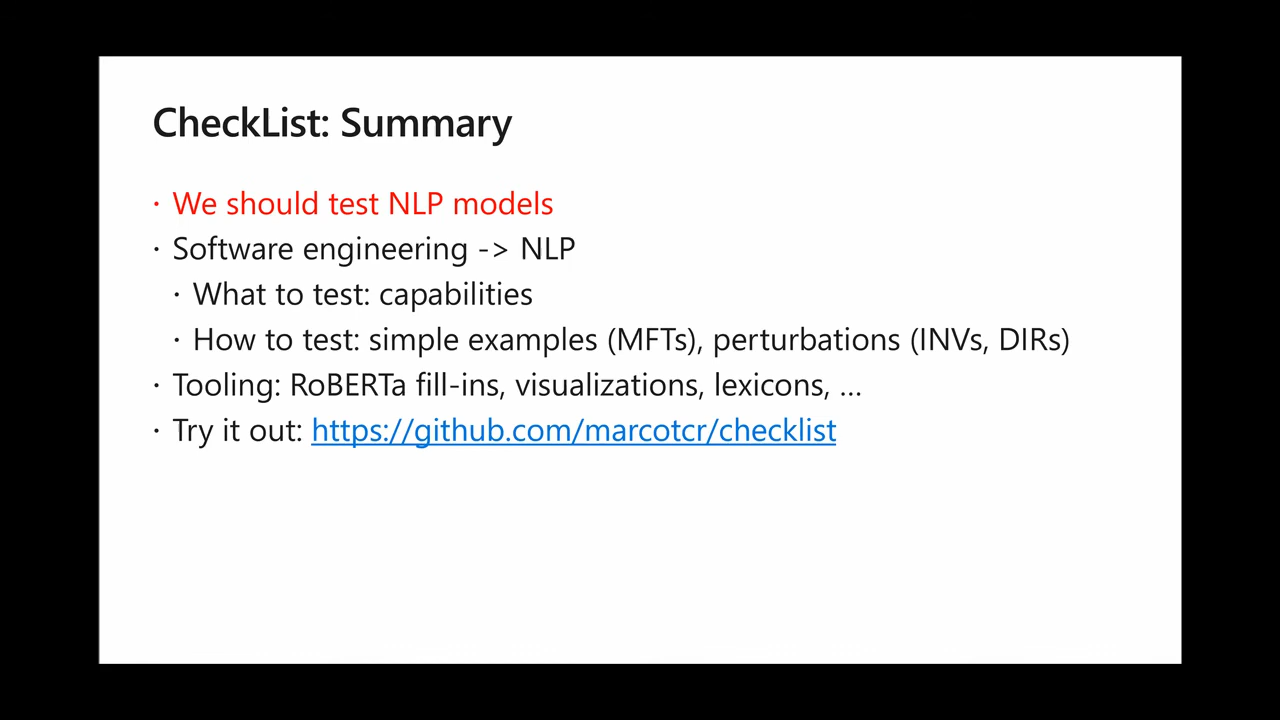 CheckList: Summary
· We should test NLP models
· Software engineering -> NLP
· What to test: capabilities
· How to test: simple examples (MFTs), perturbations (INVs, DIRs)
· Tooling: RoBERTa fill-ins, visualizations, lexicons, ...
· Try it out: https://github.com/marcotcr/checklist